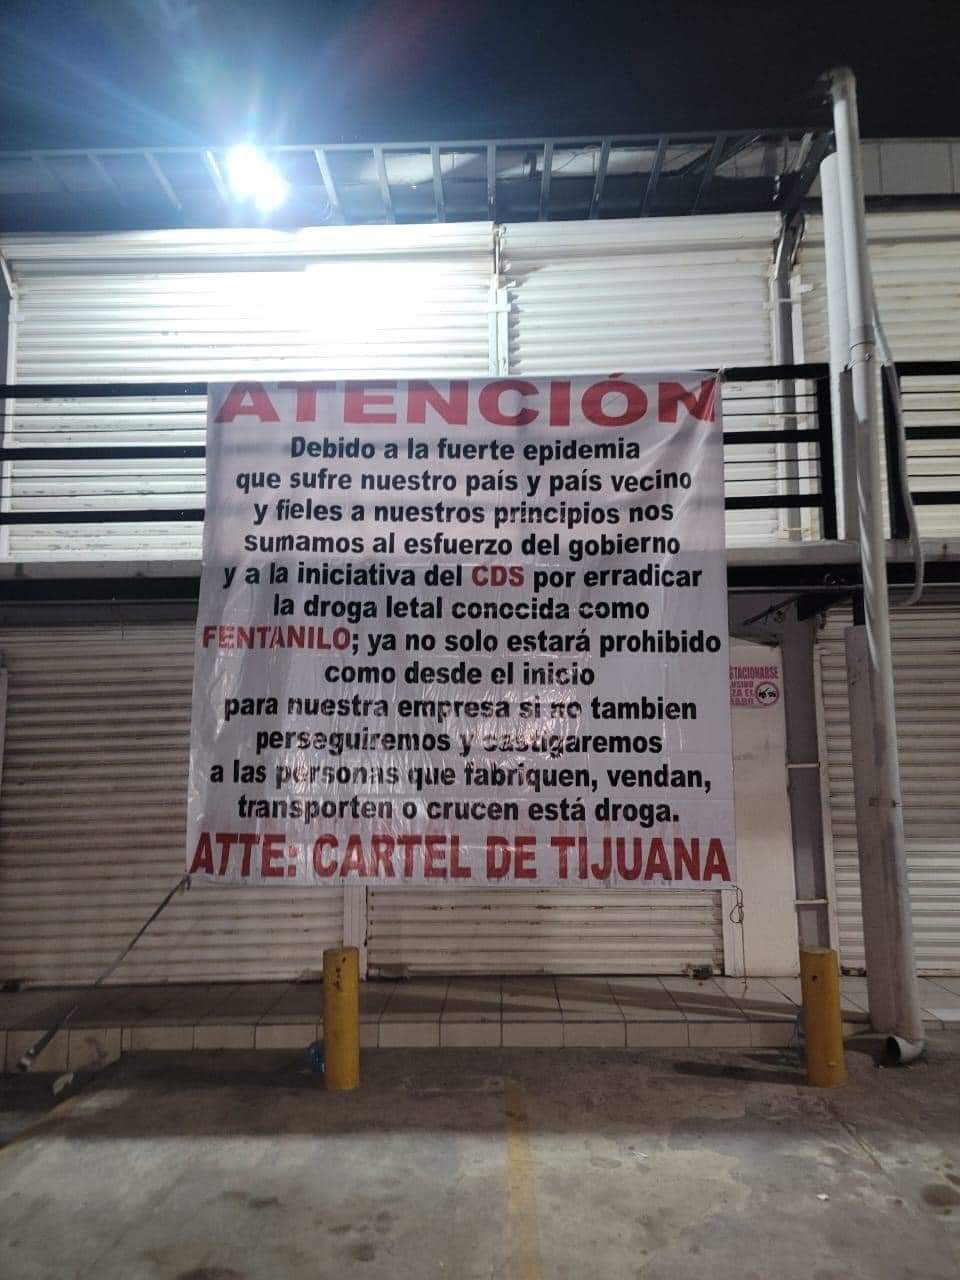 ATENCIÓN
Debido a la fuerte epidemia
que sufre nuestro país y país vecino
y fieles a nuestros principios nos
sumamos al esfuerzo del gobierno
y a la iniciativa del CDS por erradicar
la droga letal conocida como
FENTANILO; ya no solo estará prohibido
como desde el inicio
para nuestra empresa si no tambien
perseguiremos y castigaremos
a las personas que fabriquen, vendan,
transporten o crucen está droga.
ATTE: CARTEL DE TIJUANA
STACIONARSE